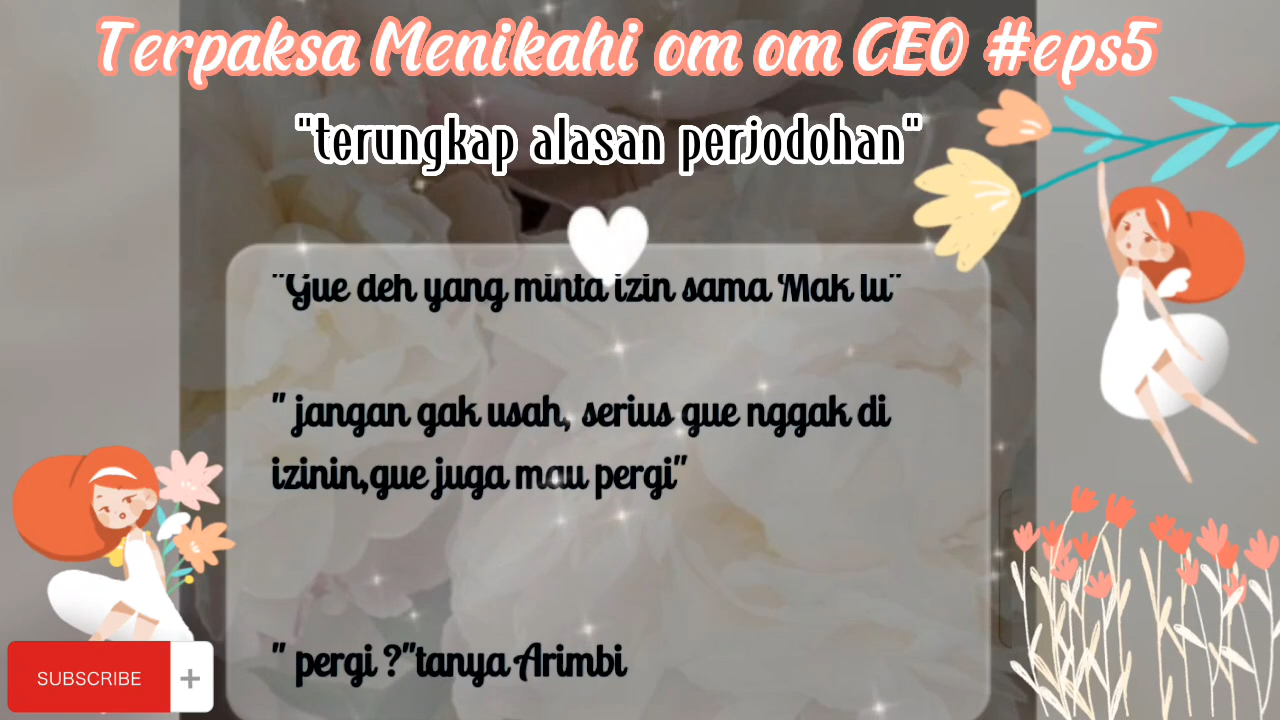 Terpaksa Menikahi om om CEO #eps5
"terungkap alasan perjodohan"
"Gue deh yang minta izin sama Mak lu"
" jangan gak usah, serius gue nggak di
izinin,gue juga mau pergi"
" pergi ?"tanya Arimbi
SUBSCRIBE +